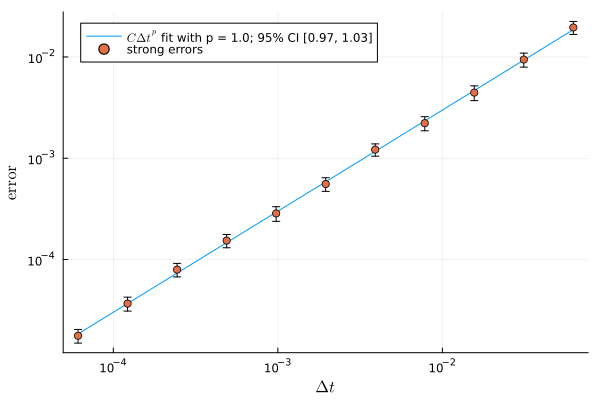 CΔt^p fit with p = 1.0; 95% CI [0.97, 1.03]
strong errors
10⁻²
10⁻³
10⁻⁴
error
10⁻⁴ 10⁻³ 10⁻²
Δt